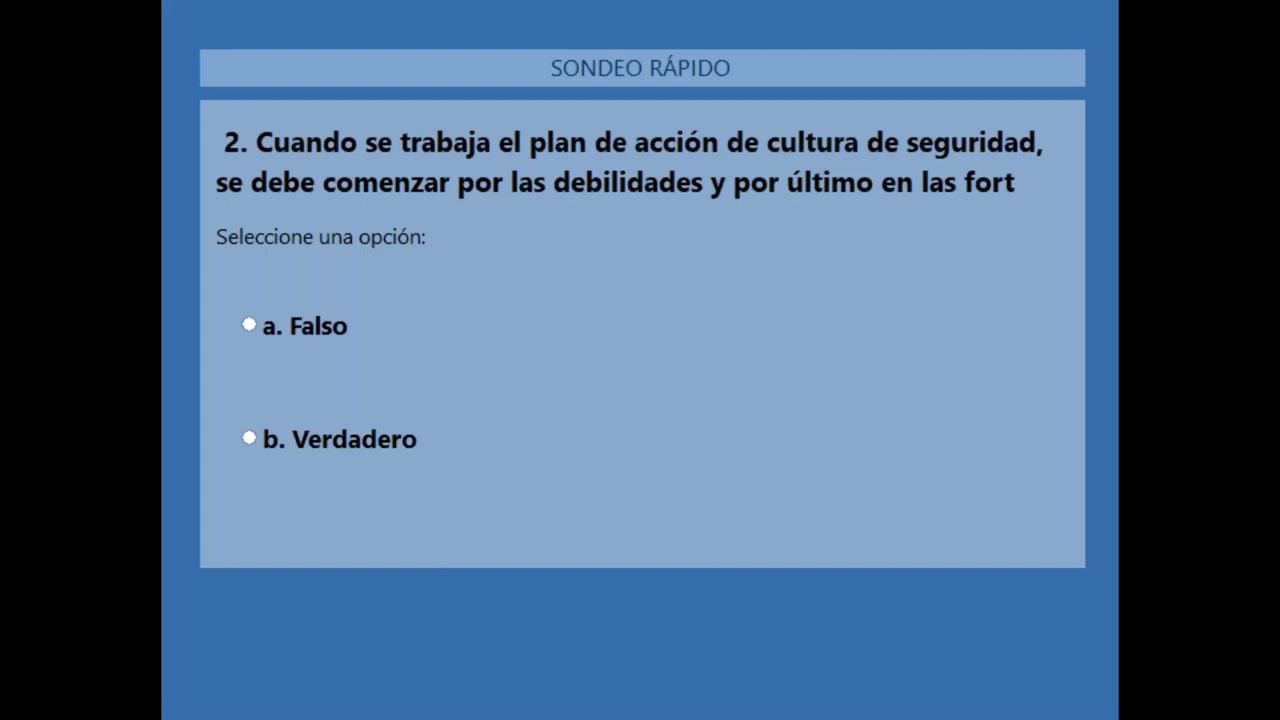 SONDEO RÁPIDO
2. Cuando se trabaja el plan de acción de cultura de seguridad,
se debe comenzar por las debilidades y por último en las fort
Seleccione una opción:
a. Falso
b. Verdadero